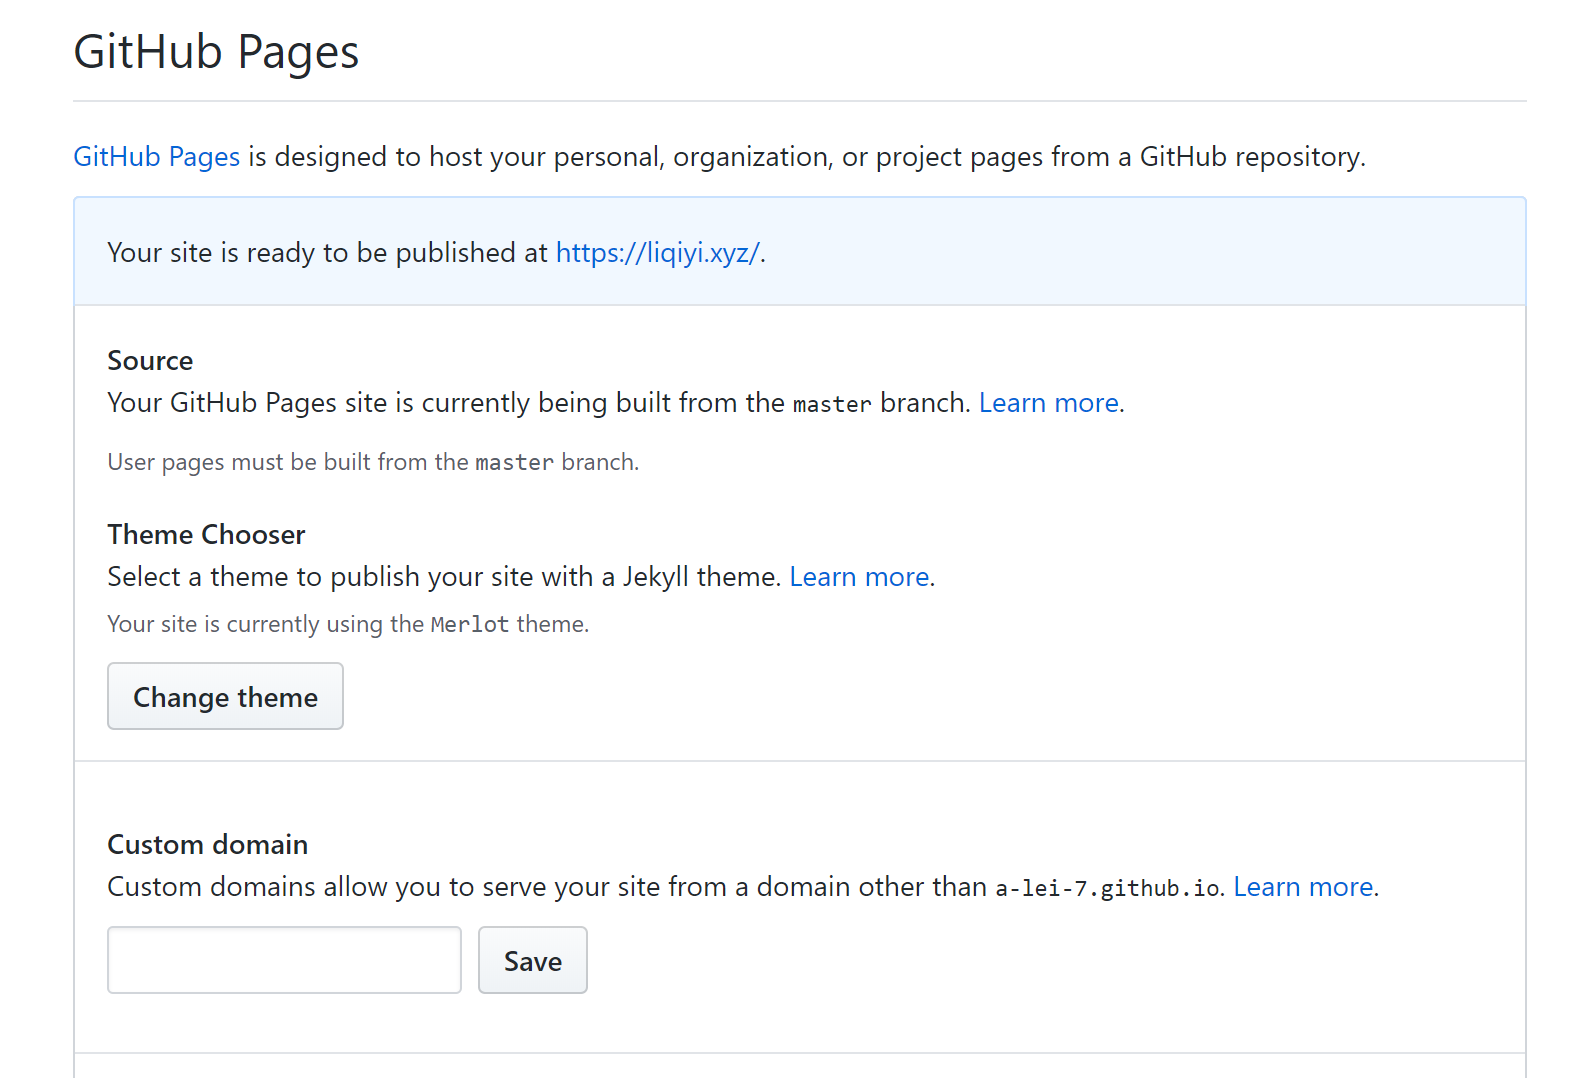 GitHub Pages
GitHub Pages is designed to host your personal, organization, or project pages from a GitHub repository.
Your site is ready to be published at https://liqiyi.xyz/.
Source
Your GitHub Pages site is currently being built from the master branch. Learn more.
User pages must be built from the master branch.
Theme Chooser
Select a theme to publish your site with a Jekyll theme. Learn more.
Your site is currently using the Merlot theme.
Change theme
Custom domain
Custom domains allow you to serve your site from a domain other than a-lei-7.github.io. Learn more.
Save